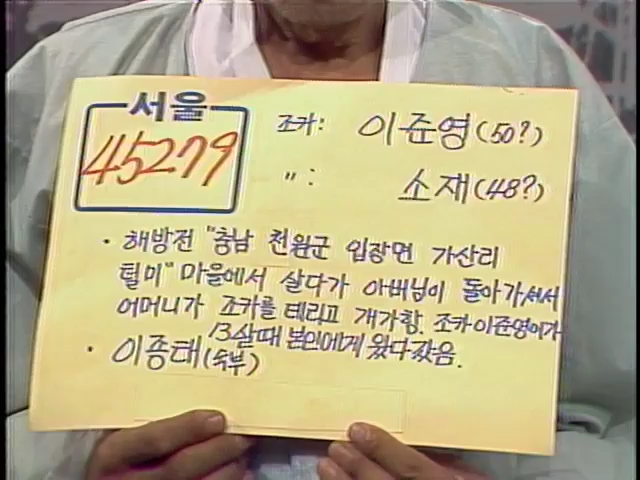 서울
45279
조카: 이준영(50?)
〃: 소재(48?)
· 해방전 "충남 천원군 입장면 가산리
털미" 마을에서 살다가 아버님이 돌아가셔서
어머니가 조카를 데리고 개가함. 조카 이준영이가
13살때 본인에게 왔다갔음.
· 이종태(숙부)